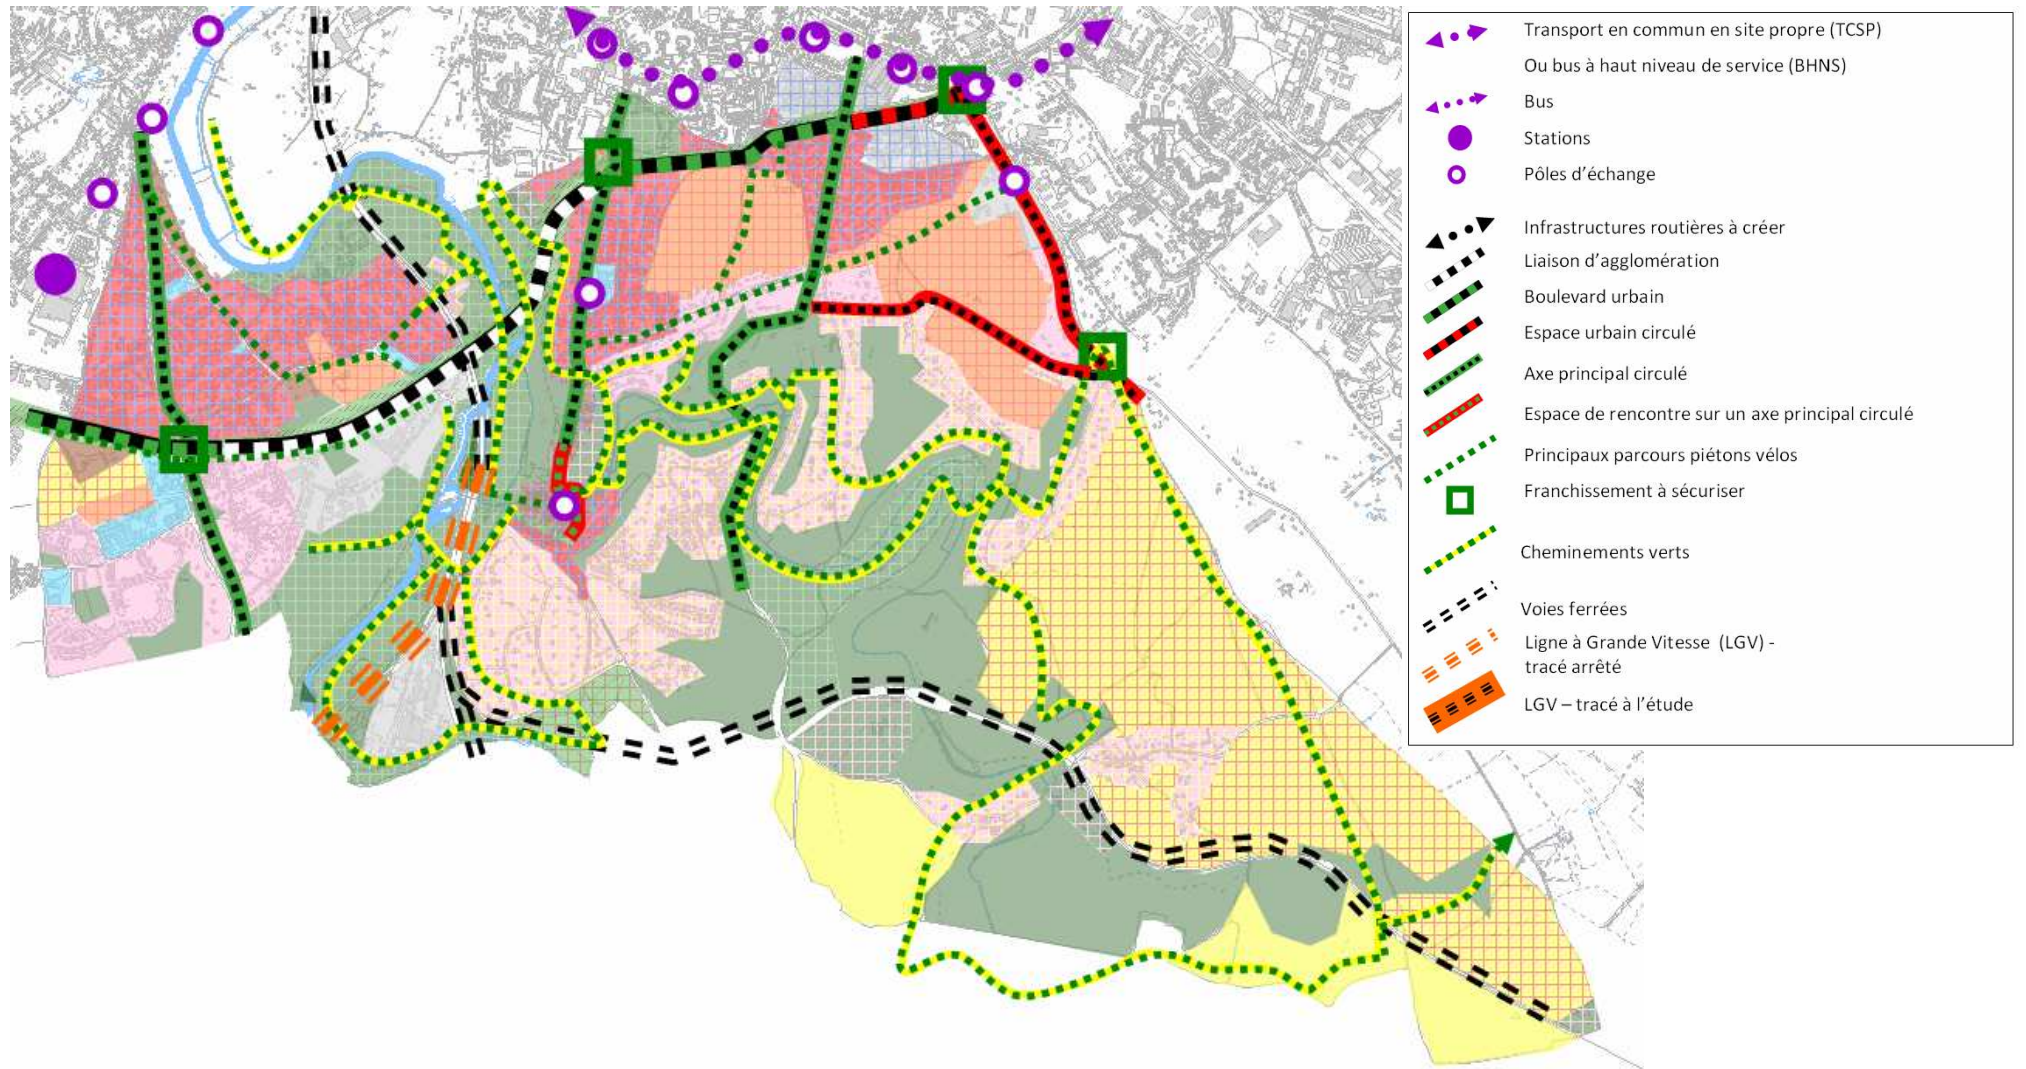 Transport en commun en site propre (TCSP)
Ou bus à haut niveau de service (BHNS)
Bus
Stations
Pôles d'échange
Infrastructures routières à créer
Liaison d'agglomération
Boulevard urbain
Espace urbain circulé
Axe principal circulé
Espace de rencontre sur un axe principal circulé
Principaux parcours piétons vélos
Franchissement à sécuriser
Cheminements verts
Voies ferrées
Ligne à Grande Vitesse (LGV) -
tracé arrêté
LGV – tracé à l'étude